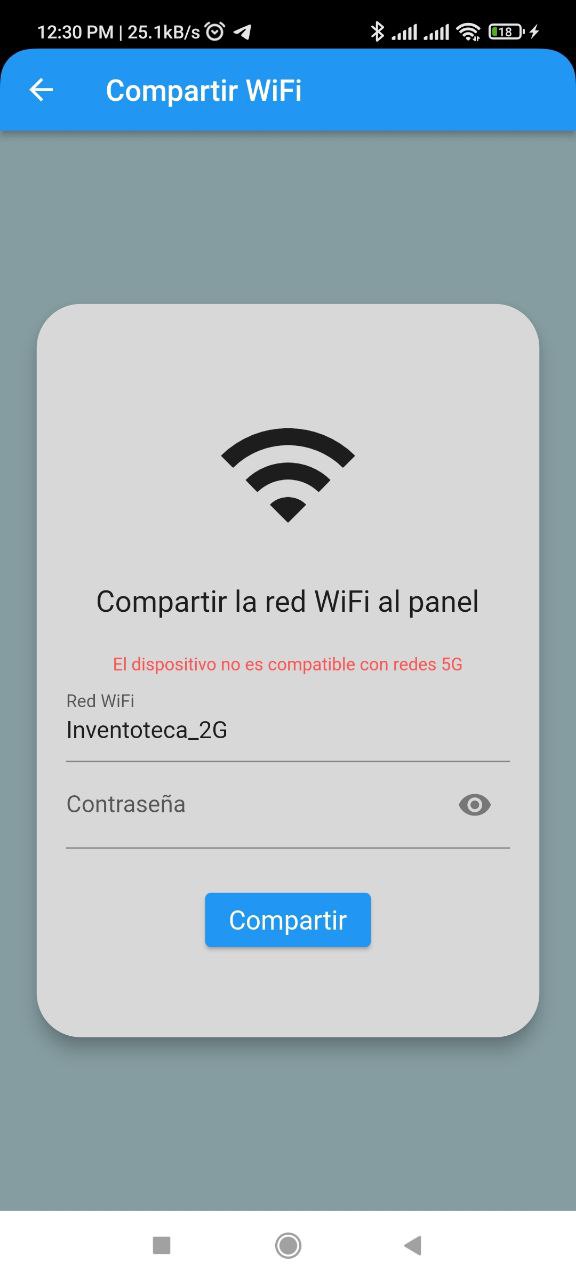 12:30 PM | 25.1kB/s
18
Compartir WiFi
Compartir la red WiFi al panel
El dispositivo no es compatible con redes 5G
Red WiFi
Inventoteca_2G
Contraseña
Compartir